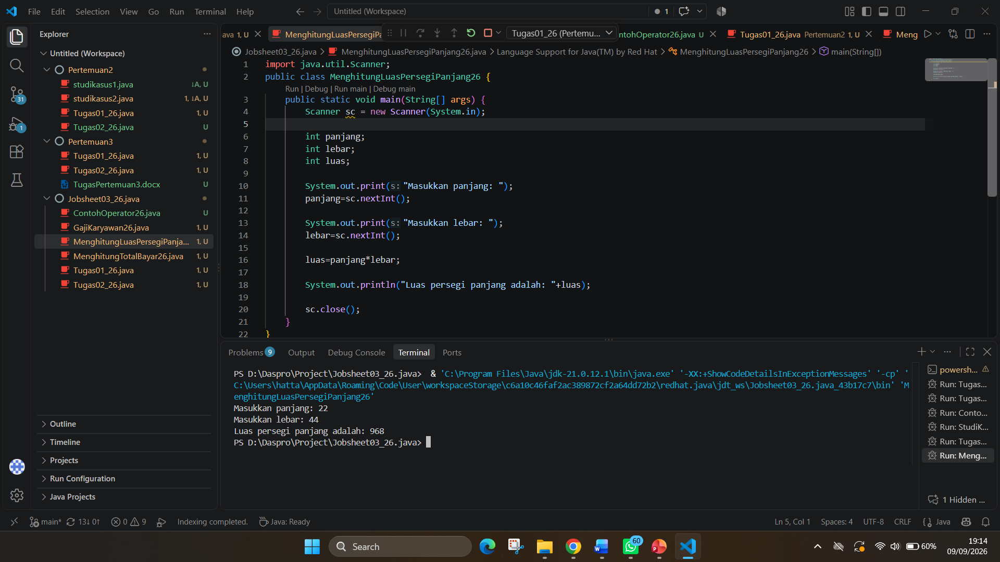 File Edit Selection View Go Run Terminal Help
Untitled (Workspace)
1
Explorer
Untitled (Workspace)
Pertemuan2
studikasus1.java ↓A, U
studikasus2.java 1, ↓A, U
Tugas01_26.java 1, U
Tugas02_26.java U
Pertemuan3
Tugas01_26.java 1, U
Tugas02_26.java 1, U
TugasPertemuan3.docx U
Jobsheet03_26.java
ContohOperator26.java U
GajiKaryawan26.java 1, U
MenghitungLuasPersegiPanja... 1, U
MenghitungTotalBayar26.java 1, U
Tugas01_26.java 1, U
Tugas02_26.java 1, U
31
1
Outline
Timeline
Projects
Run Configuration
Java Projects
ava 1, U
MenghitungLuasPersegiPa
Tugas01_26 (Pertemu...
ntohOperator26.java U
Tugas01_26.java Pertemuan2 1, U
Meng
Jobsheet03_26.java > MenghitungLuasPersegiPanjang26.java > Language Support for Java(TM) by Red Hat > MenghitungLuasPersegiPanjang26 > main(String[])
1 import java.util.Scanner;
2 public class MenghitungLuasPersegiPanjang26 {
Run | Debug | Run main | Debug main
3 public static void main(String[] args) {
4 Scanner sc = new Scanner(System.in);
5
6 int panjang;
7 int lebar;
8 int luas;
9
10 System.out.print(s: "Masukkan panjang: ");
11 panjang=sc.nextInt();
12
13 System.out.print(s: "Masukkan lebar: ");
14 lebar=sc.nextInt();
15
16 luas=panjang*lebar;
17
18 System.out.println("Luas persegi panjang adalah: "+luas);
19
20 sc.close();
21 }
22 }
Problems 9 Output Debug Console Terminal Ports
PS D:\Daspro\Project\Jobsheet03_26.java> & 'C:\Program Files\Java\jdk-21.0.12.1\bin\java.exe' '-XX:+ShowCodeDetailsInExceptionMessages' '-cp' '
C:\Users\hatta\AppData\Roaming\Code\User\workspaceStorage\c6a10c46faf2ac389872cf2a64dd72b2\redhat.java\jdt_ws\Jobsheet03_26.java_43b17c7\bin' 'M
enghitungLuasPersegiPanjang26'
Masukkan panjang: 22
Masukkan lebar: 44
Luas persegi panjang adalah: 968
PS D:\Daspro\Project\Jobsheet03_26.java>
powersh...
Run: Tugas...
Run: Tugas...
Run: Conto...
Run: StudiK...
Run: Tugas...
Run: Meng...
1 Hidden ...
main* 13↓ 0↑ 0 9 Indexing completed. Java: Ready
Ln 5, Col 1 Spaces: 4 UTF-8 CRLF {} Java
Search
60
60%
19:14
09/09/2026